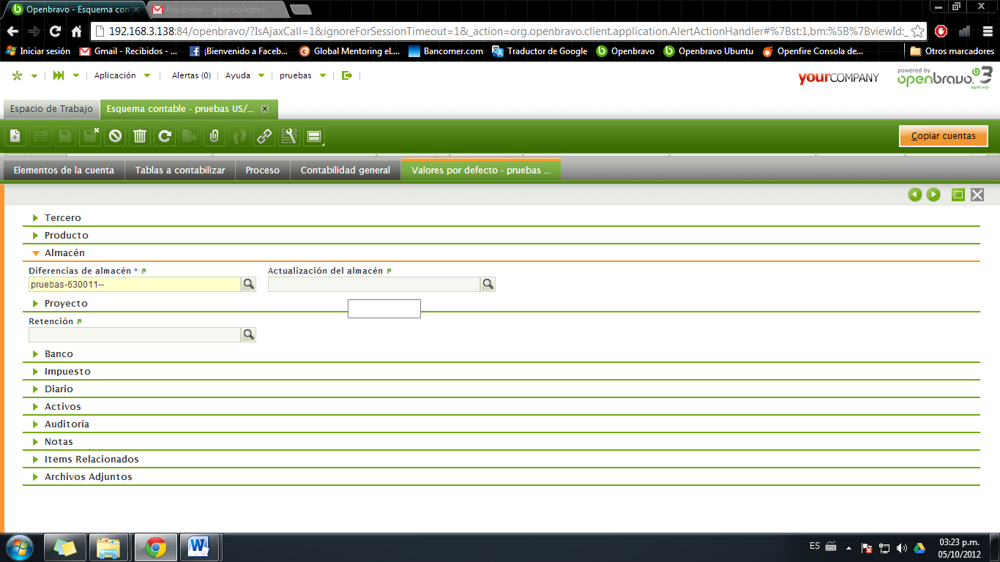 Openbravo - Esquema con
Recibidos - gerardo.lopez
192.168.3.138:84/openbravo/?IsAjaxCall=1&ignoreForSessionTimeout=1&_action=org.openbravo.client.application.AlertActionHandler#%7Bst:1,bm:%5B%7BviewId:_
Iniciar sesión
Gmail - Recibidos - ...
¡Bienvenido a Faceb...
Global Mentoring eL...
Bancomer.com
Traductor de Google
Openbravo
Openbravo Ubuntu
Openfire Consola de...
Otros marcadores
Aplicación
Alertas (0)
Ayuda
pruebas
yourCOMPANY
powered by
openbravo 3
agile erp
Espacio de Trabajo
Esquema contable - pruebas US/...
Copiar cuentas
Elementos de la cuenta
Tablas a contabilizar
Proceso
Contabilidad general
Valores por defecto - pruebas ...
Tercero
Producto
Almacén
Diferencias de almacén *
Actualización del almacén
pruebas-630011--
Proyecto
Retención
Banco
Impuesto
Diario
Activos
Auditoría
Notas
Items Relacionados
Archivos Adjuntos
ES
03:23 p.m.
05/10/2012